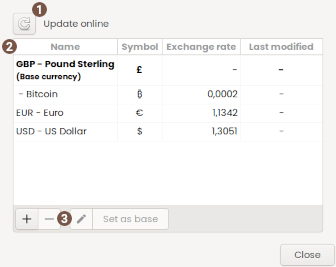 1
Update online
2
Name Symbol Exchange rate Last modified
GBP - Pound Sterling £ - -
(Base currency)
- Bitcoin ₿ 0,0002 -
EUR - Euro € 1,1342 -
USD - US Dollar $ 1,3051 -
+ − 3 Set as base
Close